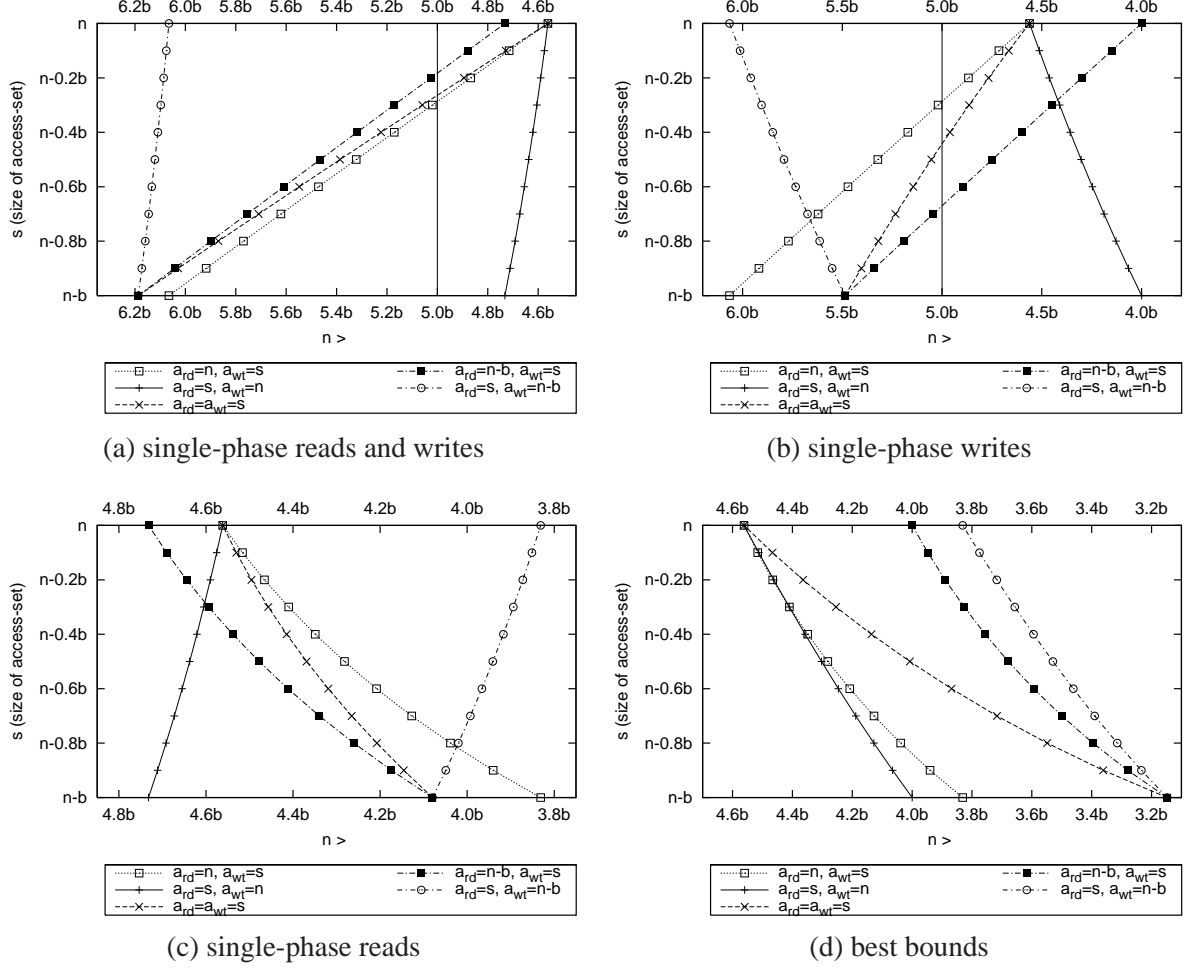 6.2b 6.0b 5.8b 5.6b 5.4b 5.2b 5.0b 4.8b 4.6b
n
n-0.2b
n-0.4b
n-0.6b
n-0.8b
n-b
s (size of access-set)
6.2b 6.0b 5.8b 5.6b 5.4b 5.2b 5.0b 4.8b 4.6b
n >
a_rd=n, a_wt=s
a_rd=s, a_wt=n
a_rd=a_wt=s
a_rd=n-b, a_wt=s
a_rd=s, a_wt=n-b
(a) single-phase reads and writes
6.0b 5.5b 5.0b 4.5b 4.0b
n
n-0.2b
n-0.4b
n-0.6b
n-0.8b
n-b
s (size of access-set)
6.0b 5.5b 5.0b 4.5b 4.0b
n >
a_rd=n, a_wt=s
a_rd=s, a_wt=n
a_rd=a_wt=s
a_rd=n-b, a_wt=s
a_rd=s, a_wt=n-b
(b) single-phase writes
4.8b 4.6b 4.4b 4.2b 4.0b 3.8b
n
n-0.2b
n-0.4b
n-0.6b
n-0.8b
n-b
s (size of access-set)
4.8b 4.6b 4.4b 4.2b 4.0b 3.8b
n >
a_rd=n, a_wt=s
a_rd=s, a_wt=n
a_rd=a_wt=s
a_rd=n-b, a_wt=s
a_rd=s, a_wt=n-b
(c) single-phase reads
4.6b 4.4b 4.2b 4.0b 3.8b 3.6b 3.4b 3.2b
n
n-0.2b
n-0.4b
n-0.6b
n-0.8b
n-b
s (size of access-set)
4.6b 4.4b 4.2b 4.0b 3.8b 3.6b 3.4b 3.2b
n >
a_rd=n, a_wt=s
a_rd=s, a_wt=n
a_rd=a_wt=s
a_rd=n-b, a_wt=s
a_rd=s, a_wt=n-b
(d) best bounds